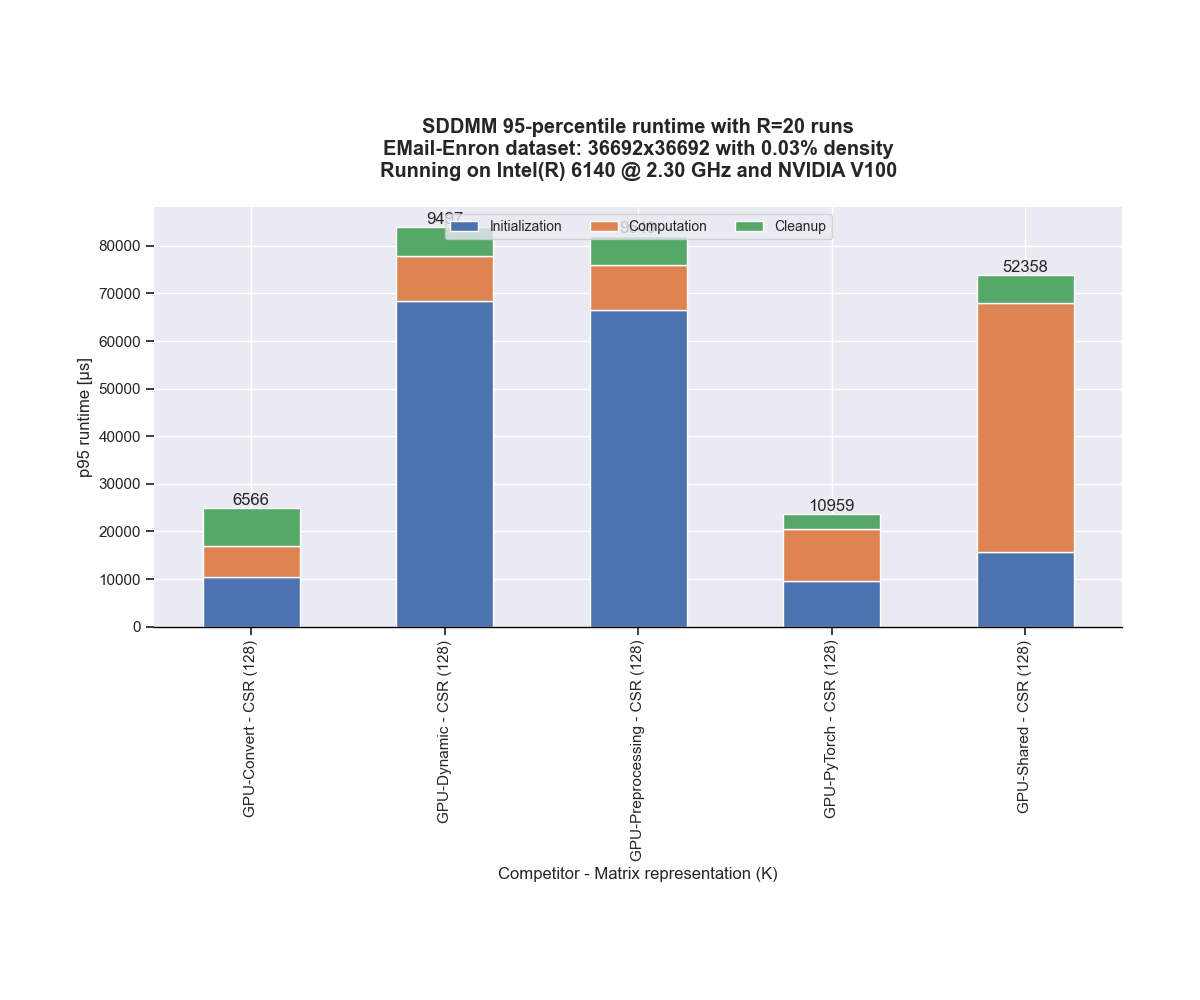 SDDMM 95-percentile runtime with R=20 runs
EMail-Enron dataset: 36692x36692 with 0.03% density
Running on Intel(R) 6140 @ 2.30 GHz and NVIDIA V100
9497
Initialization
Computation
Cleanup
6566
10959
52358
80000
70000
60000
50000
40000
30000
20000
10000
0
p95 runtime [µs]
GPU-Convert - CSR (128)
GPU-Dynamic - CSR (128)
GPU-Preprocessing - CSR (128)
GPU-PyTorch - CSR (128)
GPU-Shared - CSR (128)
Competitor - Matrix representation (K)